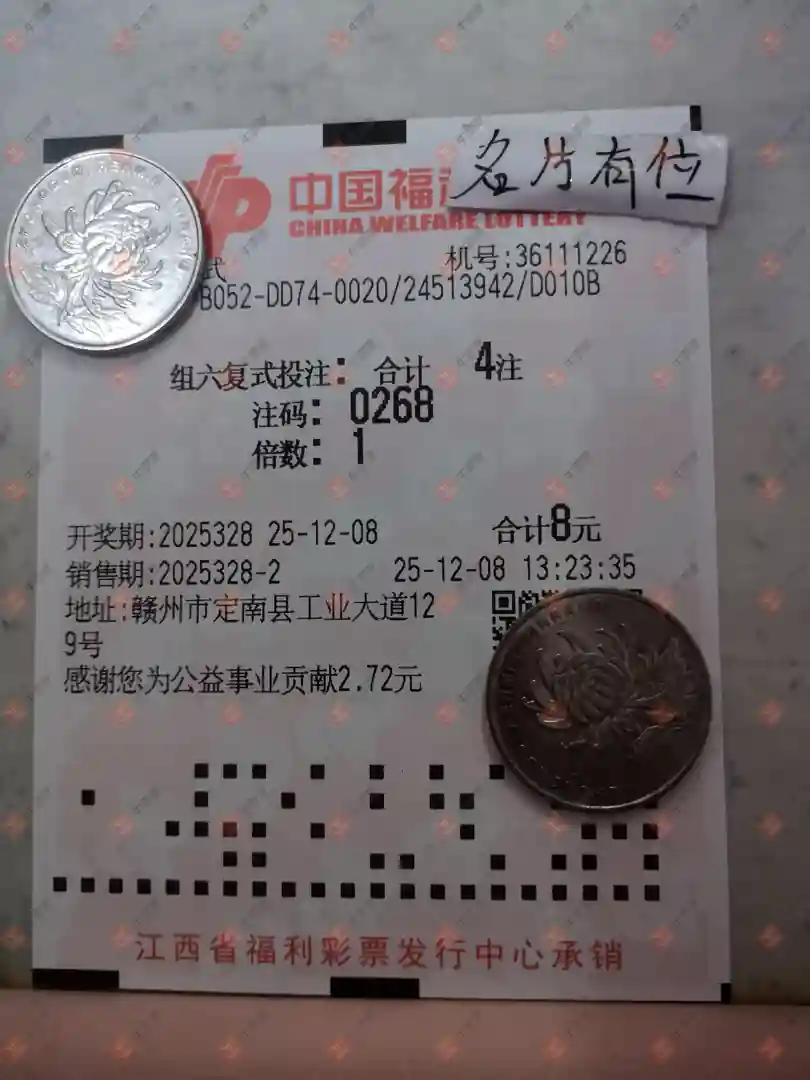 中国福
名片有位
CHINA WELFARE LOTTERY
式
机号:36111226
B052-DD74-0020/24513942/D010B
组六复式投注: 合计 4注
注码: 0268
倍数: 1
开奖期:2025328 25-12-08 合计8元
销售期:2025328-2 25-12-08 13:23:35
地址:赣州市定南县工业大道12
9号
感谢您为公益事业贡献2.72元
江西省福利彩票发行中心承销